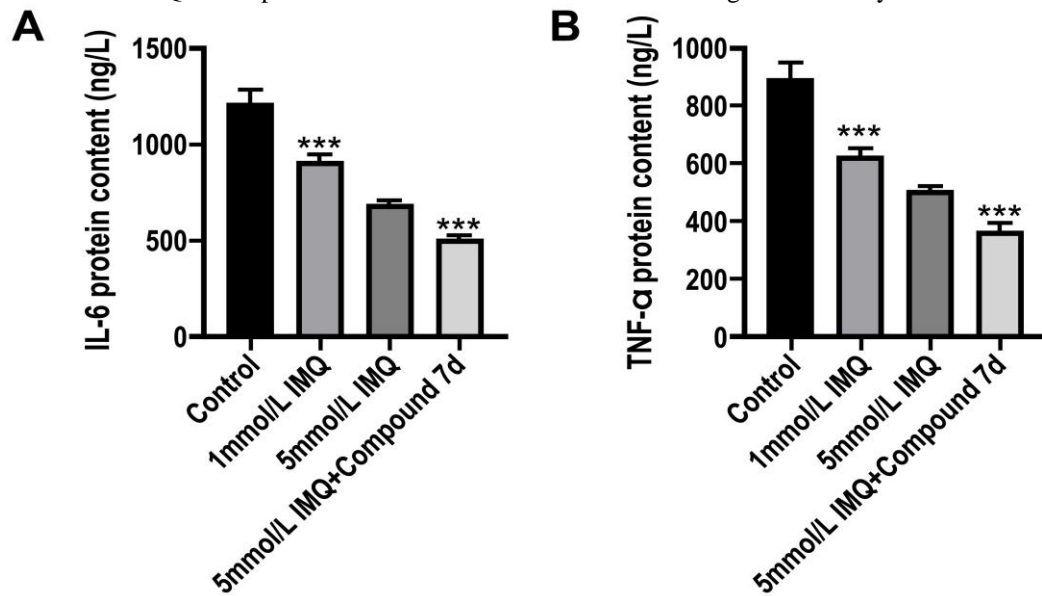 A
IL-6 protein content (ng/L)
1500
1000
500
0
***
***
Control
1mmol/L IMQ
5mmol/L IMQ
5mmol/L IMQ+Compound 7d
B
TNF-α protein content (ng/L)
1000
800
600
400
200
0
***
***
Control
1mmol/L IMQ
5mmol/L IMQ
5mmol/L IMQ+Compound 7d